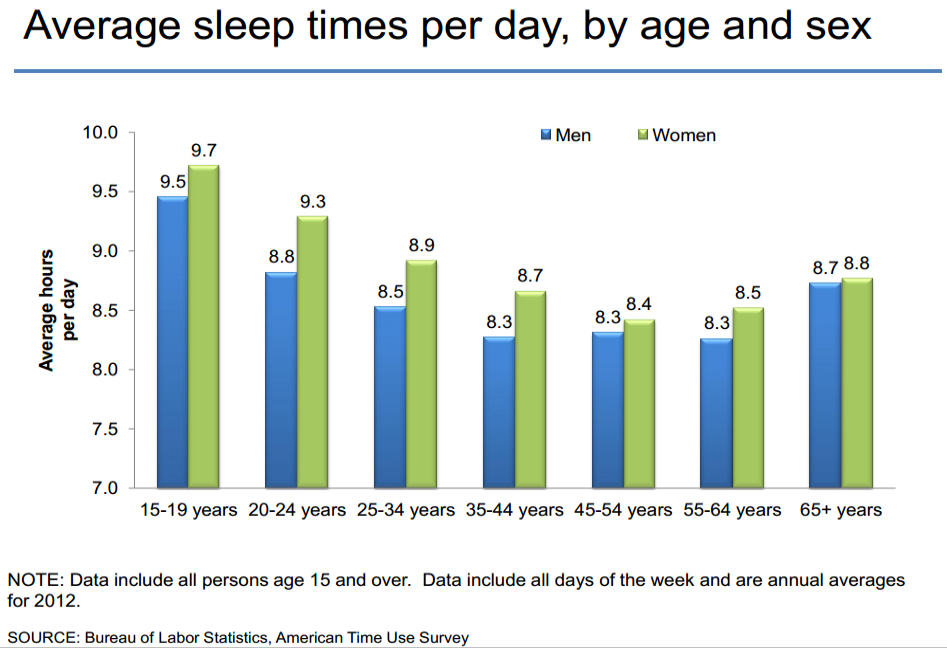 Average sleep times per day, by age and sex
Men Women
Average hours
per day
10.0
9.5
9.0
8.5
8.0
7.5
7.0
9.5 9.7
8.8 9.3
8.5 8.9
8.3 8.7
8.3 8.4
8.3 8.5
8.7 8.8
15-19 years 20-24 years 25-34 years 35-44 years 45-54 years 55-64 years 65+ years
NOTE: Data include all persons age 15 and over. Data include all days of the week and are annual averages
for 2012.
SOURCE: Bureau of Labor Statistics, American Time Use Survey